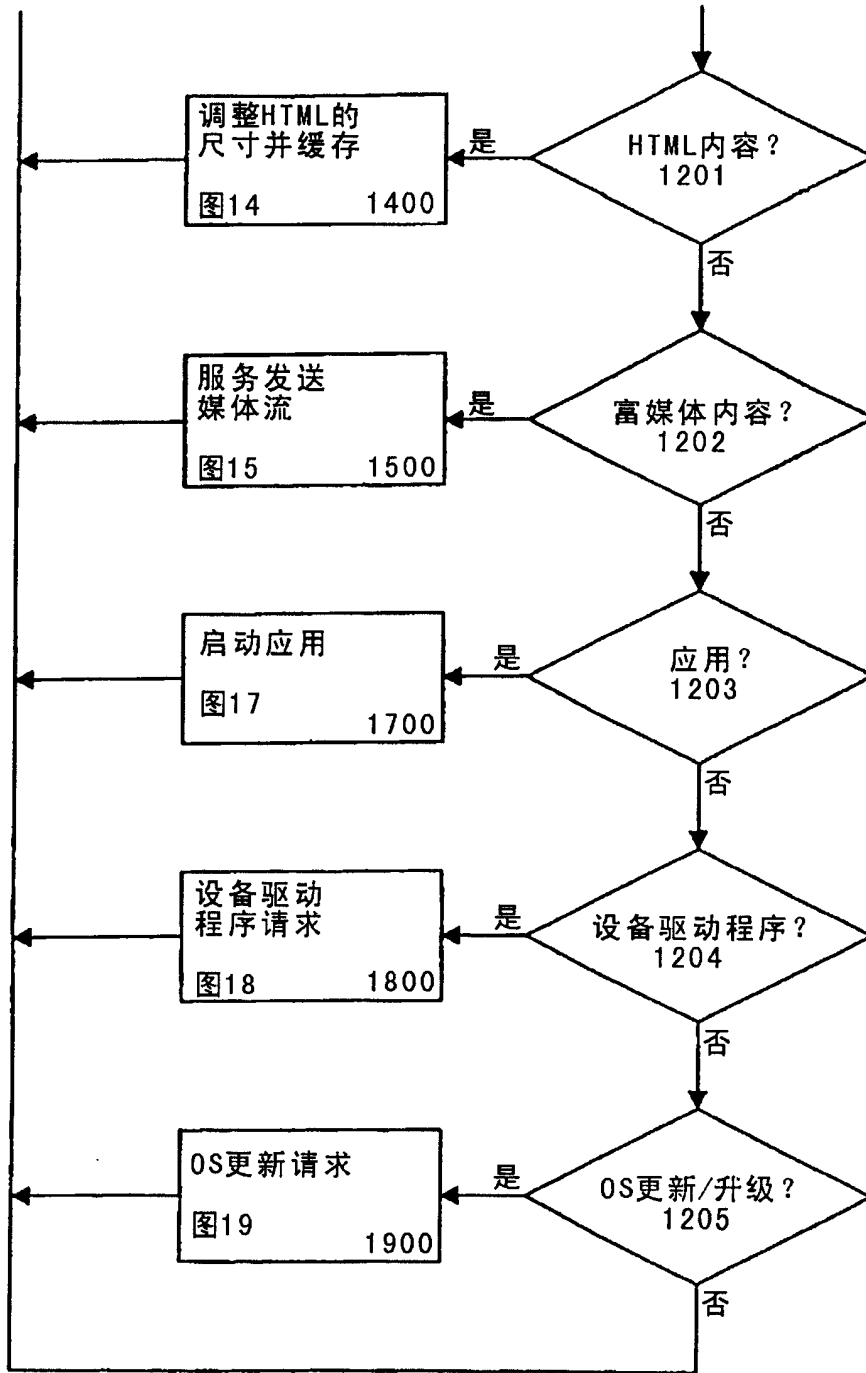 调整HTML的
尺寸并缓存
图14 1400
是
HTML内容？
1201
否
服务发送
媒体流
图15 1500
是
富媒体内容？
1202
否
启动应用
图17
1700
是
应用？
1203
否
设备驱动
程序请求
图18 1800
是
设备驱动程序？
1204
否
OS更新请求
图19
1900
是
OS更新/升级？
1205
否